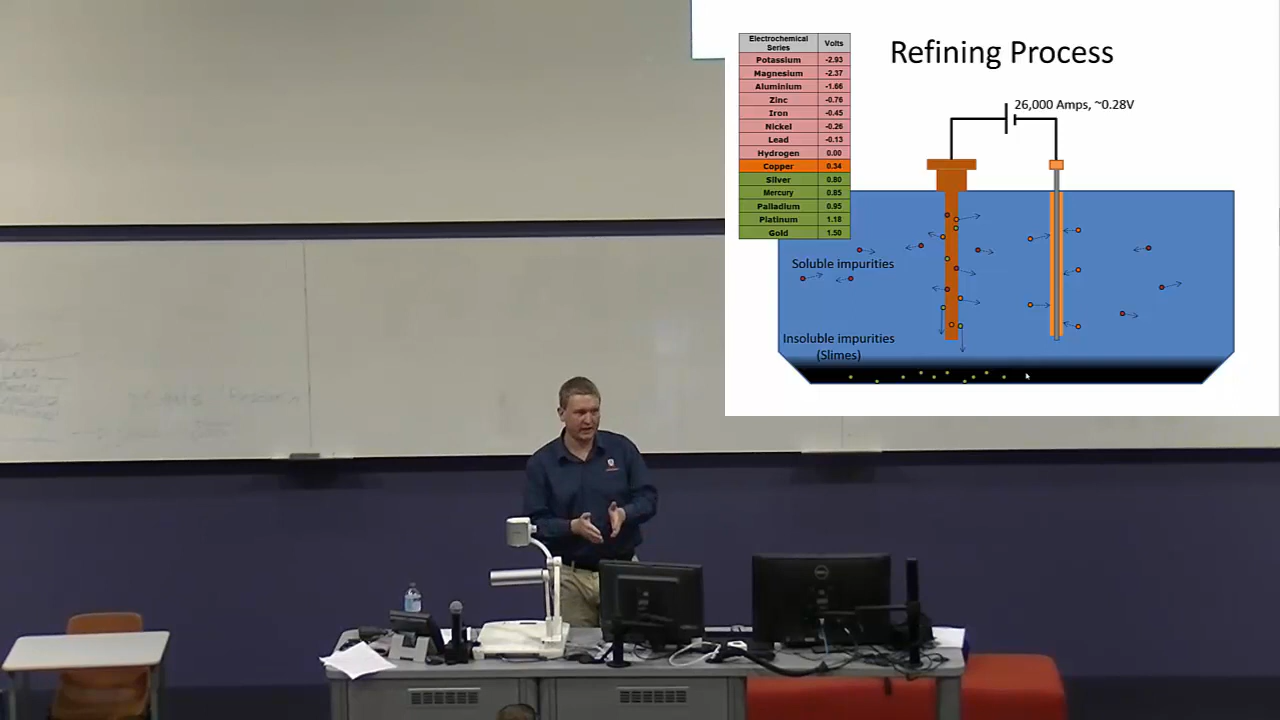 Refining Process
Electrochemical Series Volts
Potassium -2.93
Magnesium -2.37
Aluminium -1.66
Zinc -0.76
Iron -0.45
Nickel -0.26
Lead -0.13
Hydrogen 0.00
Copper 0.34
Silver 0.80
Mercury 0.85
Palladium 0.95
Platinum 1.18
Gold 1.50
26,000 Amps, ~0.28V
Soluble impurities
Insoluble impurities
(Slimes)
DELL